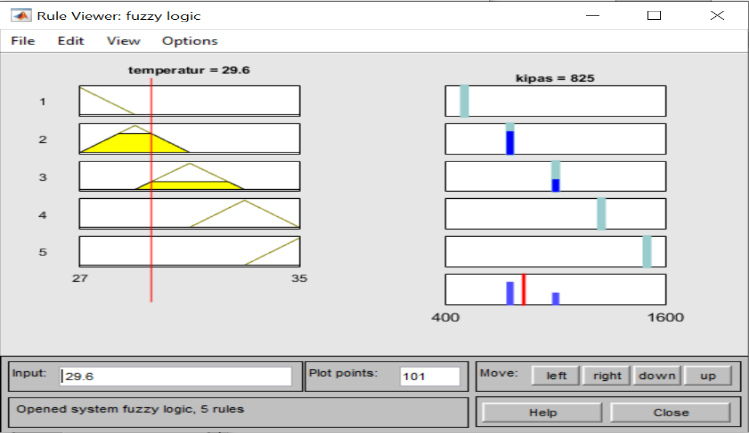 Rule Viewer: fuzzy logic
File Edit View Options
temperatur = 29.6
kipas = 825
1
2
3
4
5
27 35
400 1600
Input: 29.6 Plot points: 101 Move: left right down up
Opened system fuzzy logic, 5 rules Help Close